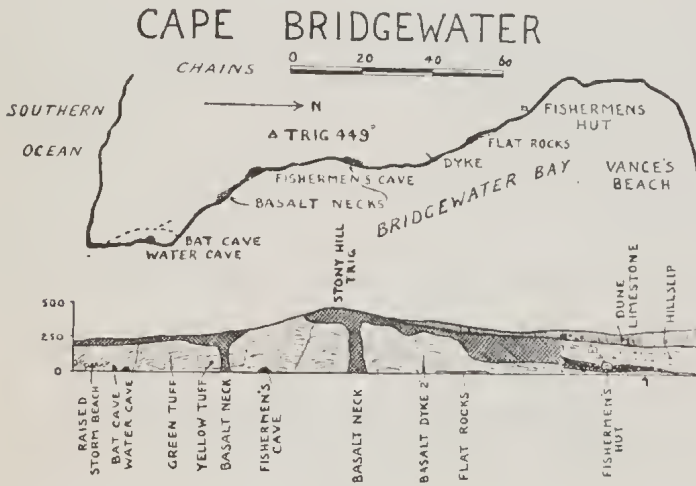 CAPE BRIDGEWATER
0 20 40 60
CHAINS
SOUTHERN
OCEAN
N
TRIG 449°
FISHERMENS
HUT
FLAT ROCKS
DYKE
VANCE'S
BEACH
FISHERMEN'S CAVE
BASALT NECKS
BRIDGEWATER BAY
BAT CAVE
WATER CAVE
STONY HILL
TRIG
DUNE
LIMESTONE
HILLSLIP
500
250
0
RAISED
STORM BEACH
BAT CAVE
WATER CAVE
GREEN TUFF
YELLOW TUFF
BASALT NECK
FISHERMEN'S
CAVE
BASALT NECK
BASALT DYKE 2'
FLAT ROCKS
FISHERMEN'S
HUT